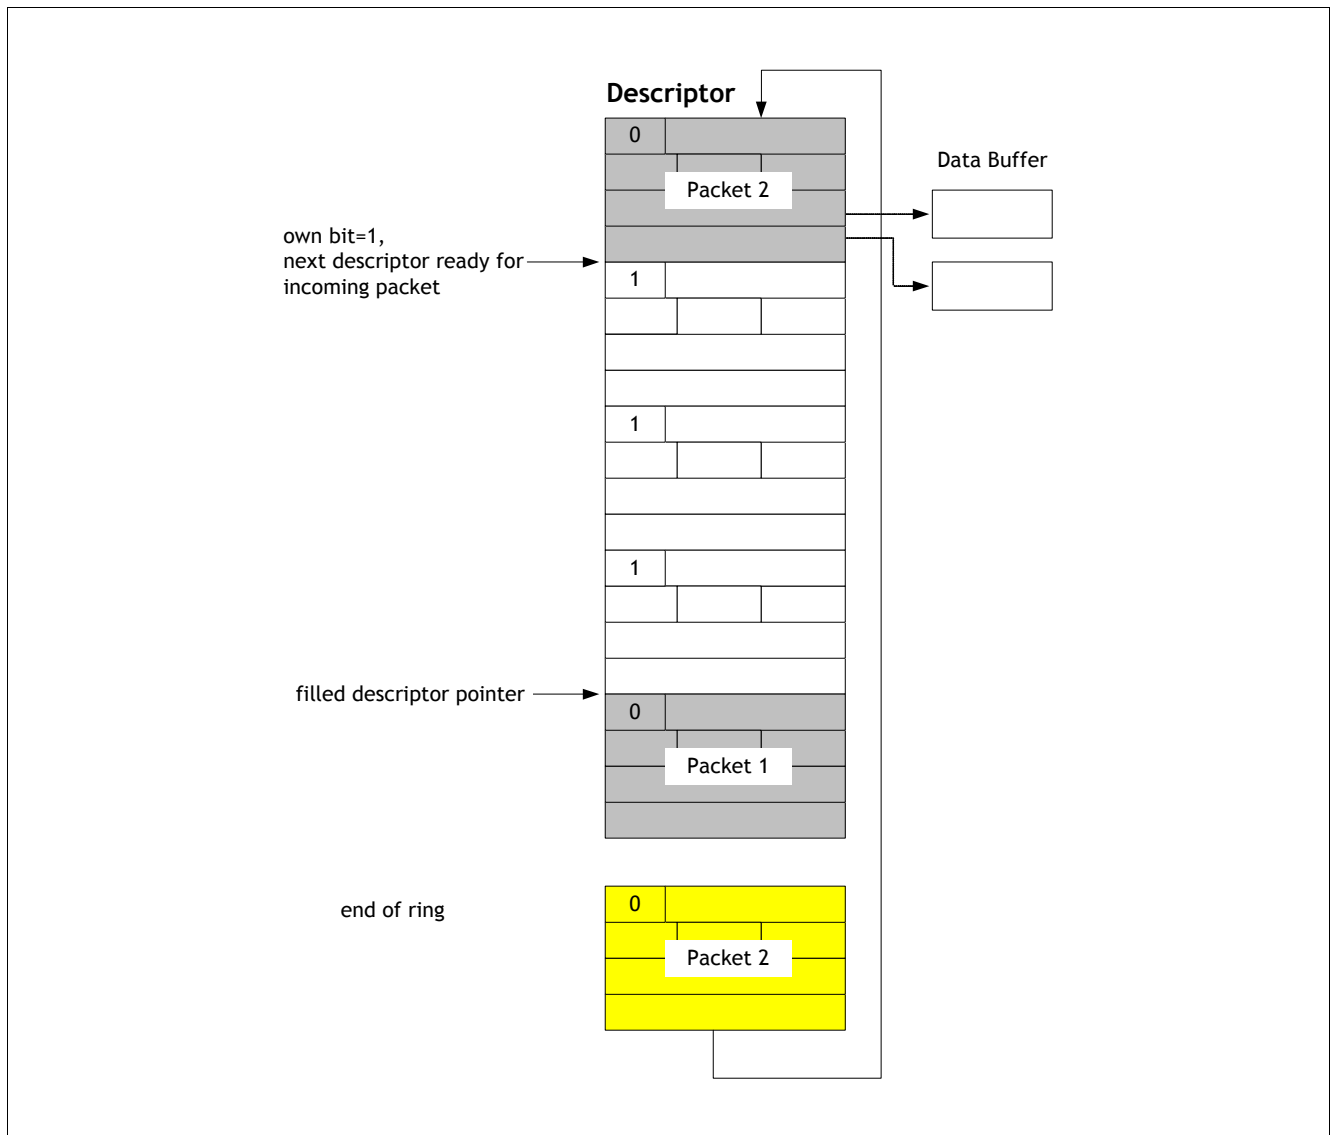 Descriptor
0
Data Buffer
Packet 2
own bit=1,
next descriptor ready for
incoming packet
1
1
1
filled descriptor pointer
0
Packet 1
0
end of ring
Packet 2